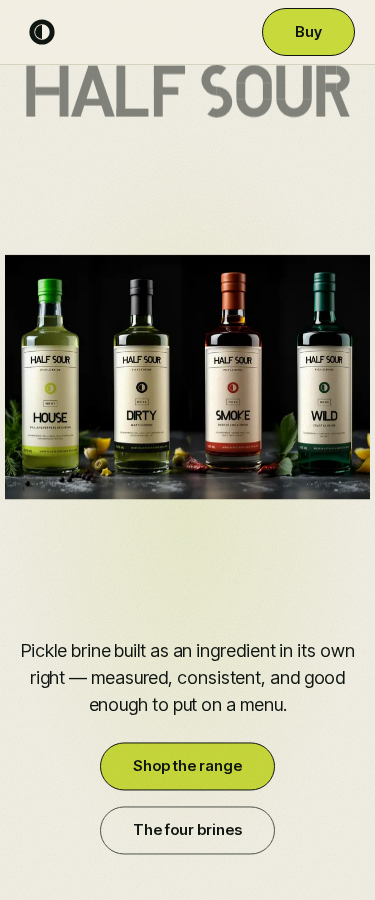 Buy
HALF SOUR
HALF SOUR
HOUSE
HALF SOUR
DIRTY
HALF SOUR
SMOKE
HALF SOUR
WILD
Pickle brine built as an ingredient in its own
right — measured, consistent, and good
enough to put on a menu.
Shop the range
The four brines